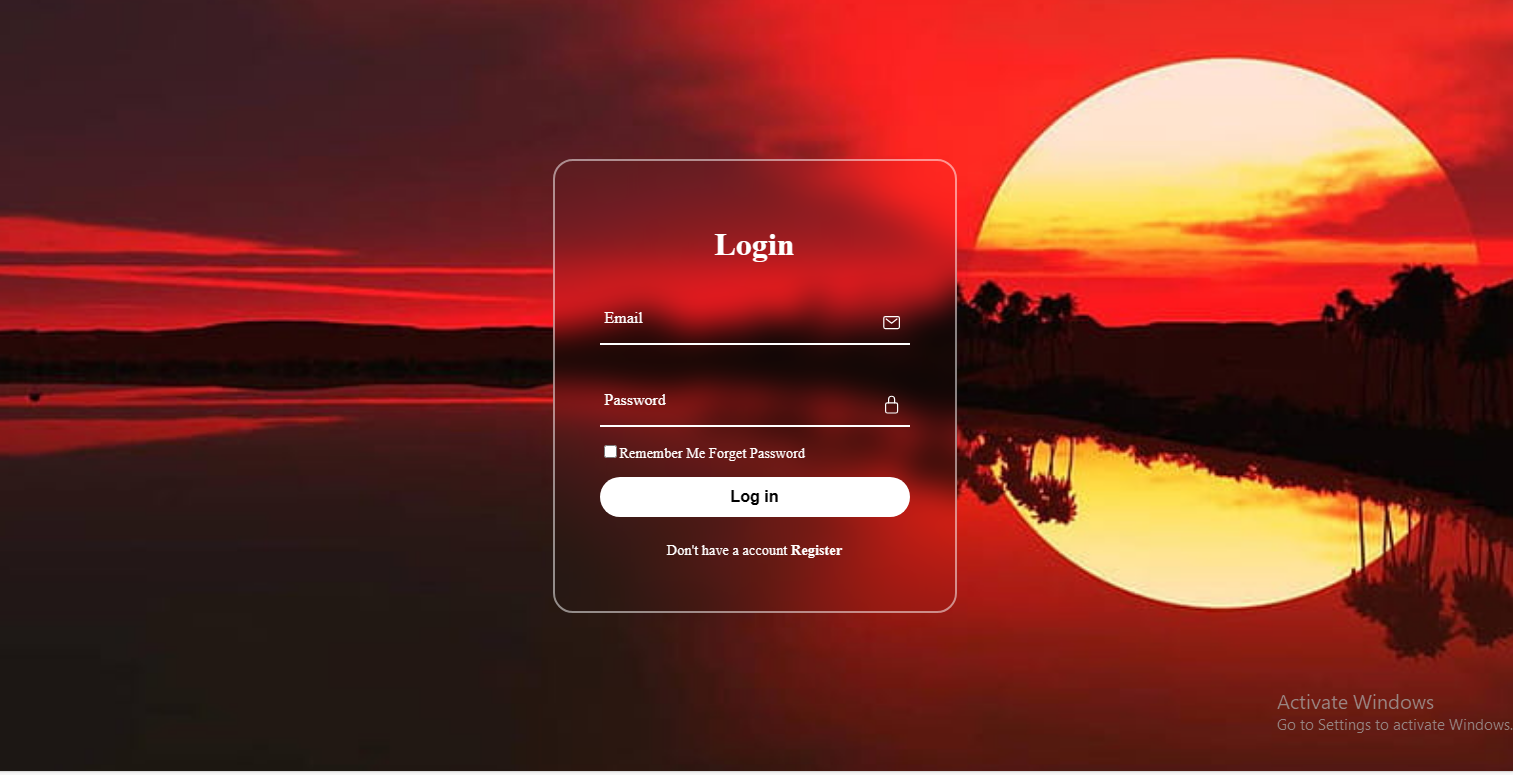 Login
Email
Password
Remember Me Forget Password
Log in
Don't have a account Register
Activate Windows
Go to Settings to activate Windows.